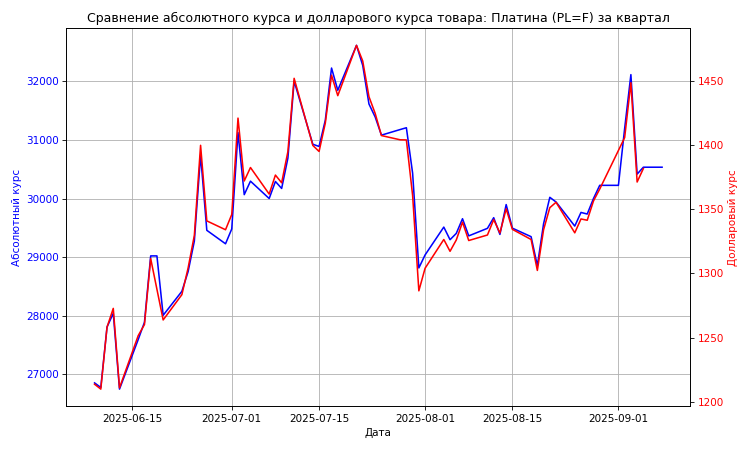 Сравнение абсолютного курса и долларового курса товара: Платина (PL=F) за квартал
32000
31000
30000
29000
28000
27000
Абсолютный курс
1450
1400
1350
1300
1250
1200
Долларовый курс
2025-06-15 2025-07-01 2025-07-15 2025-08-01 2025-08-15 2025-09-01
Дата